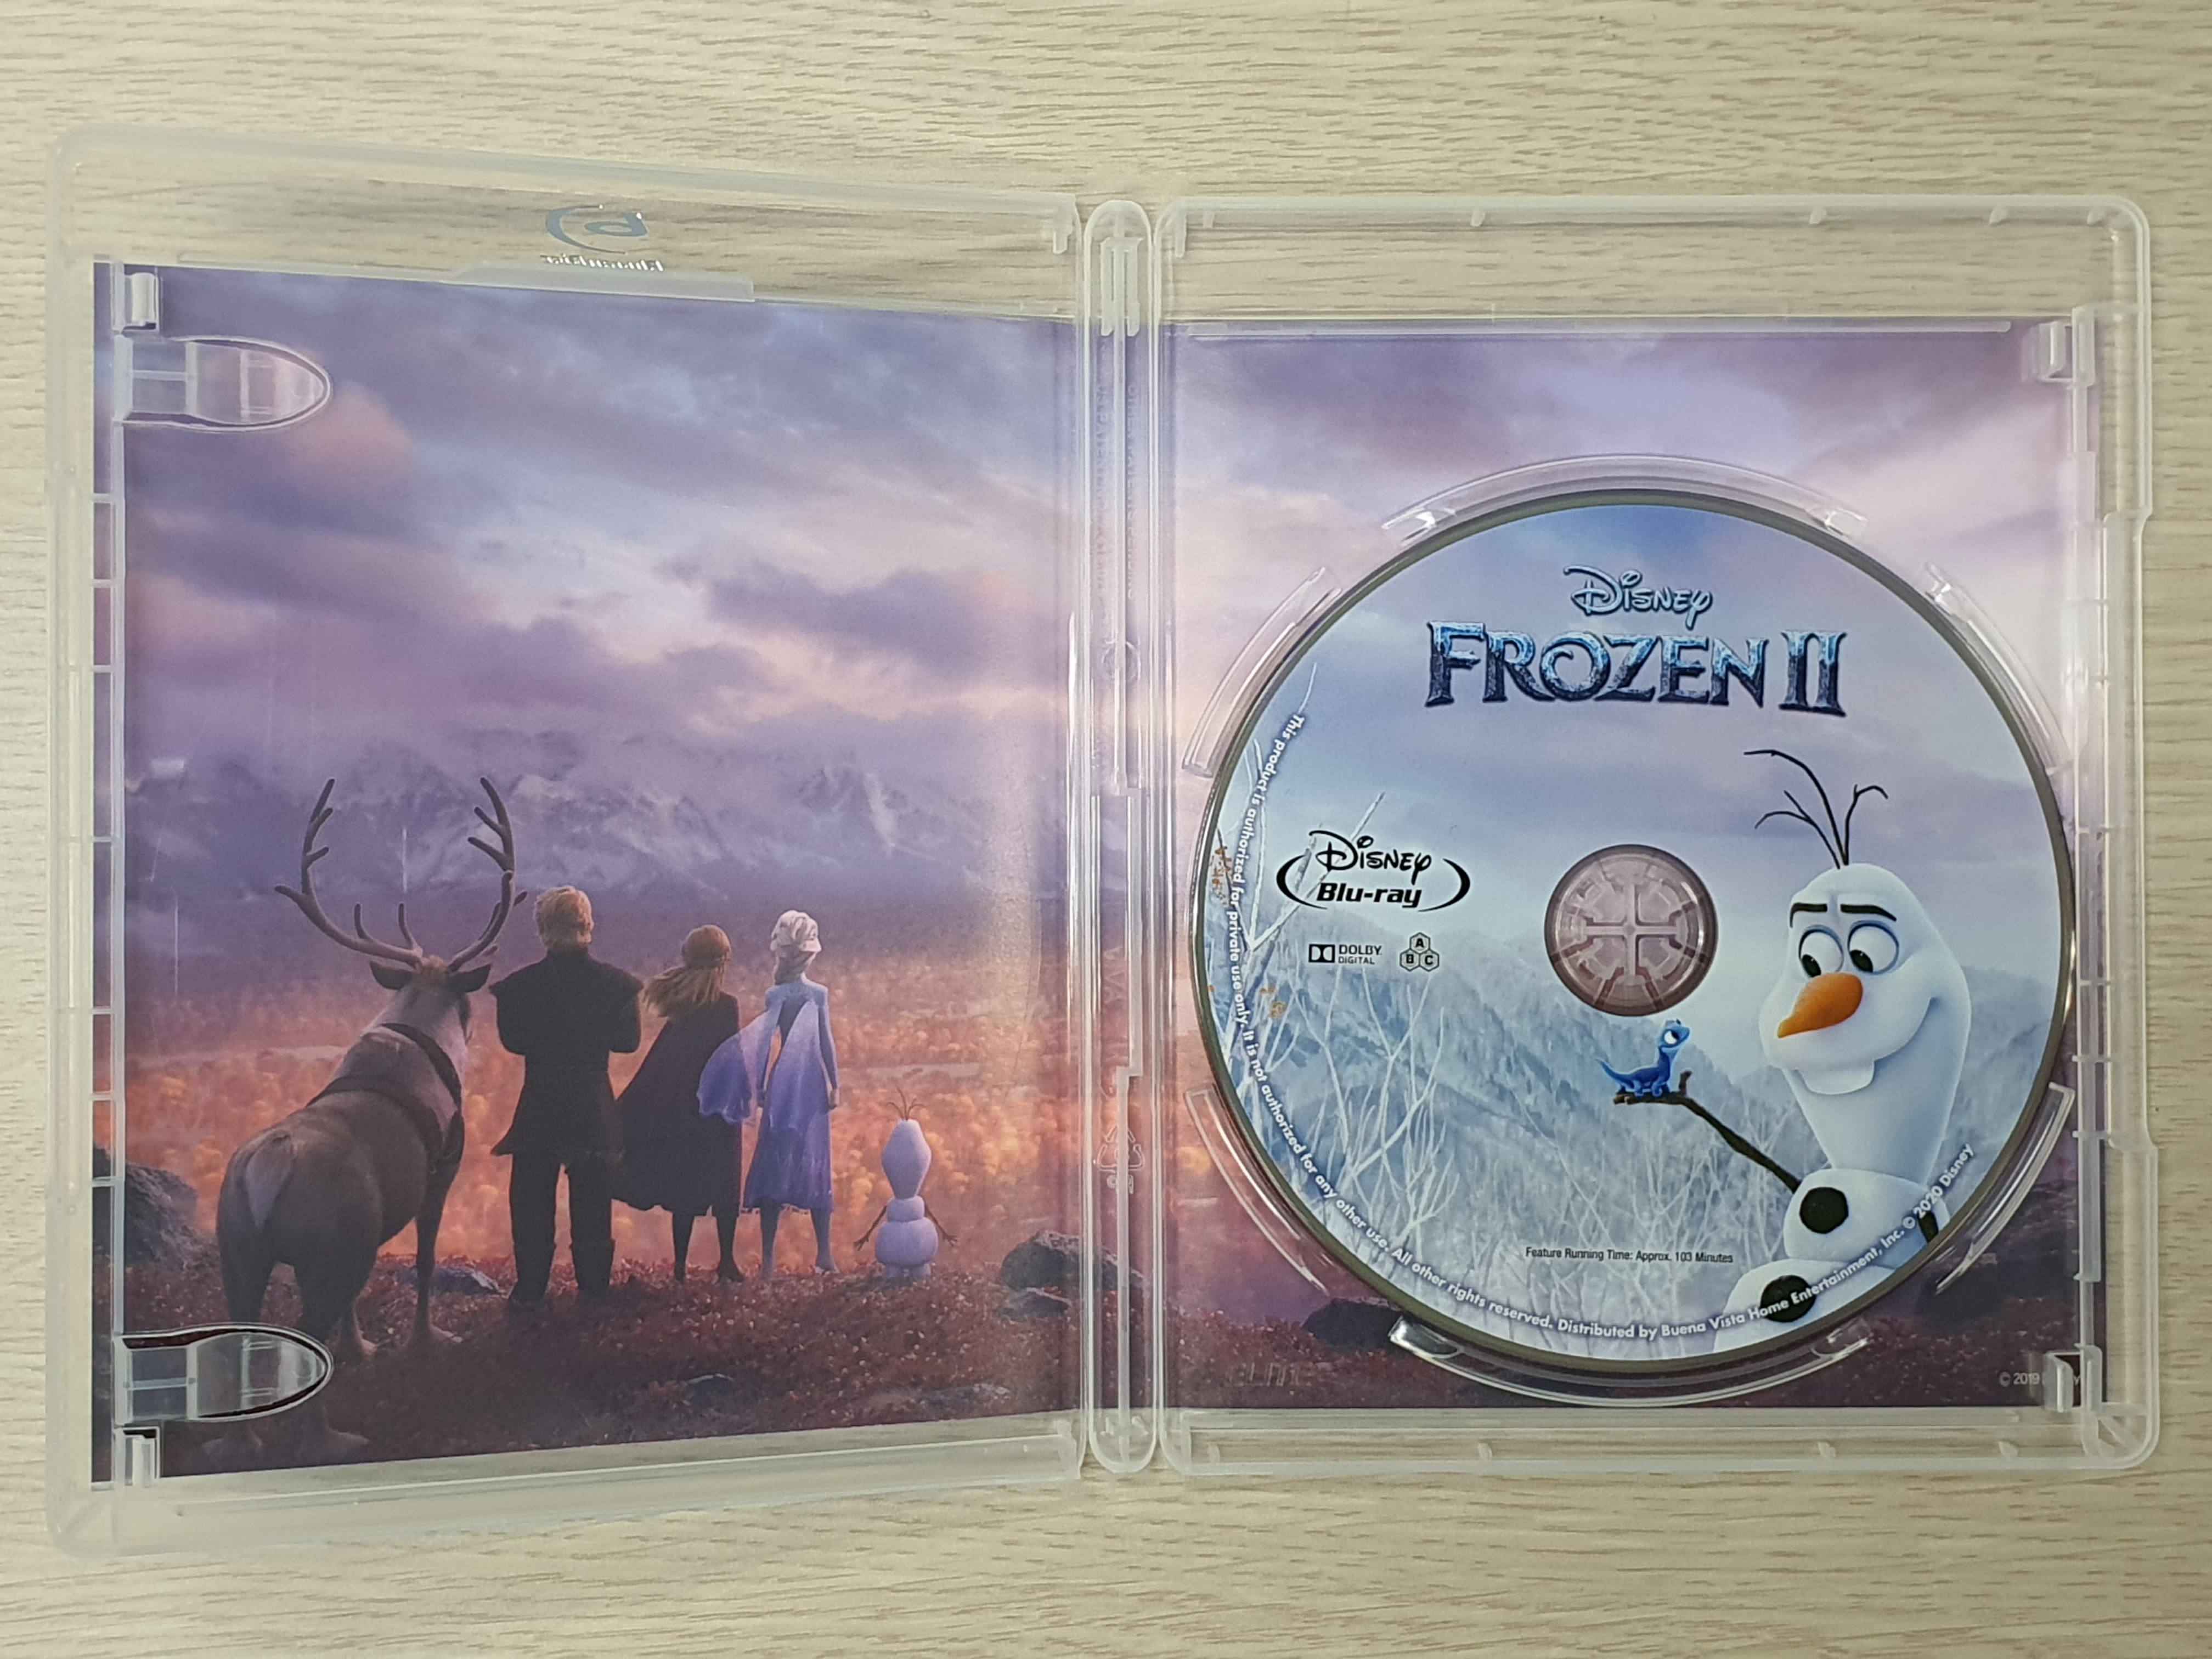 Disney
FROZEN II
Disney
Blu-ray
DOLBY
DIGITAL
A
B C
Feature Running Time: Approx. 103 Minutes
This product is authorized for private use only. It is not authorized for any other use. All other rights reserved. Distributed by Buena Vista Home Entertainment, Inc. © 2020 Disney
© 2019